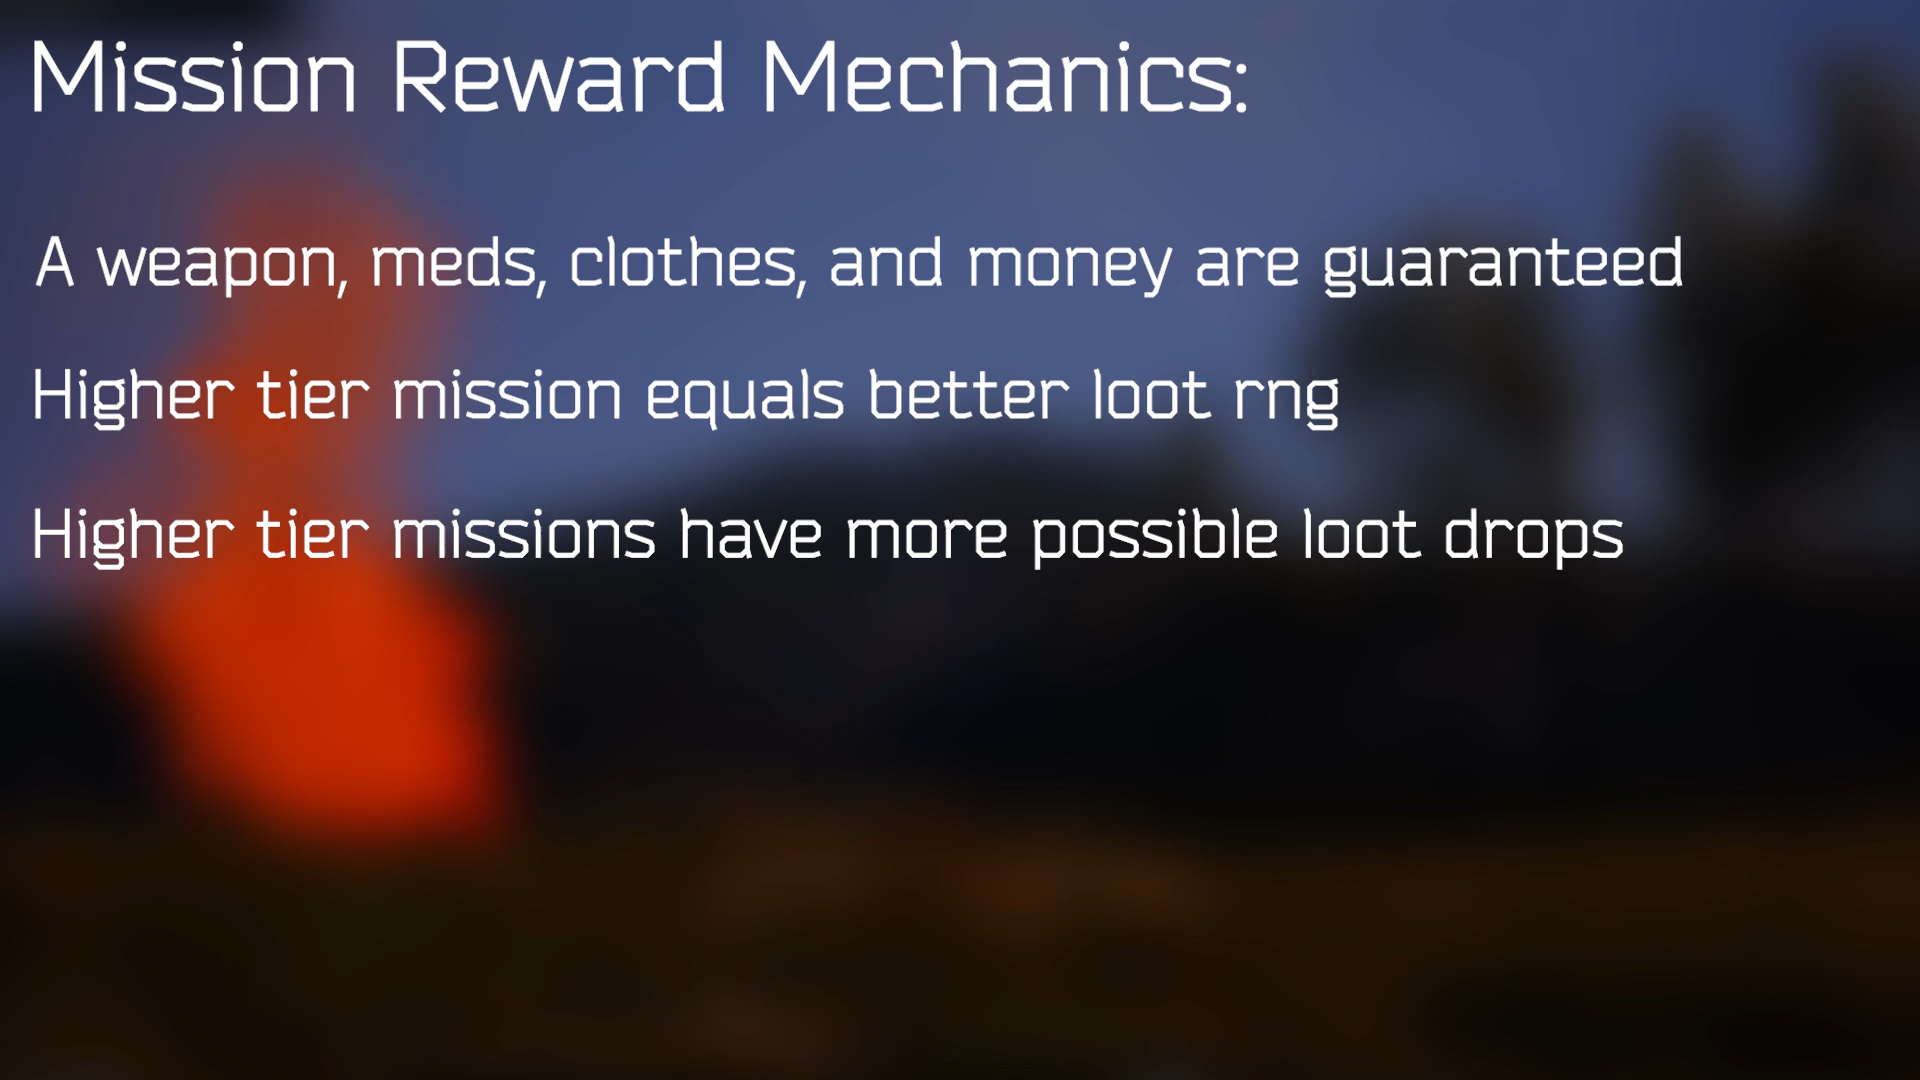 Mission Reward Mechanics:
A weapon, meds, clothes, and money are guaranteed
Higher tier mission equals better loot rng
Higher tier missions have more possible loot drops